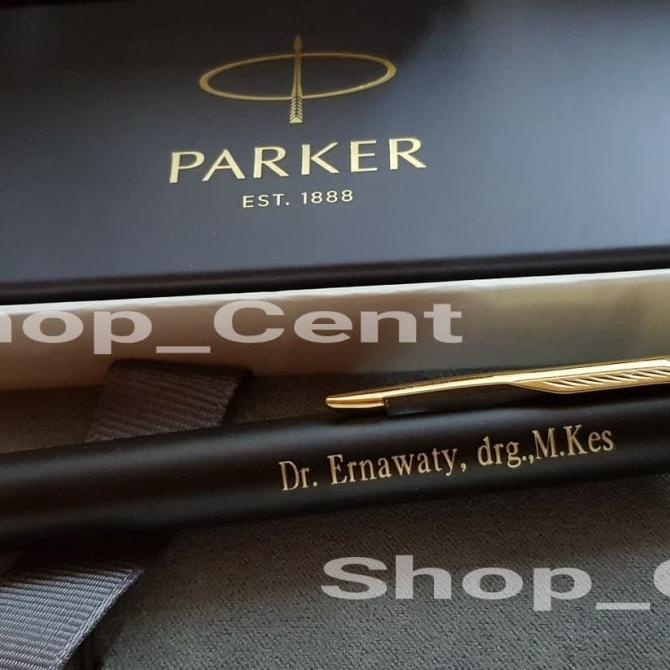 PARKER
EST. 1888
hop_Cent
Dr. Ernawaty, drg.,M.Kes
Shop_C